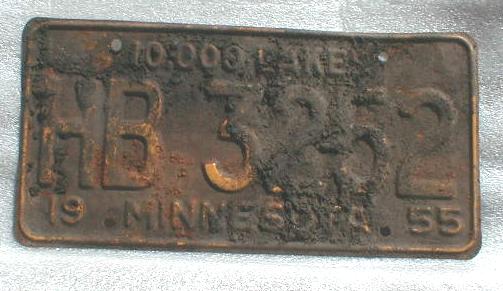 10,000 LAKES
HB 3252
19 MINNESOTA 55